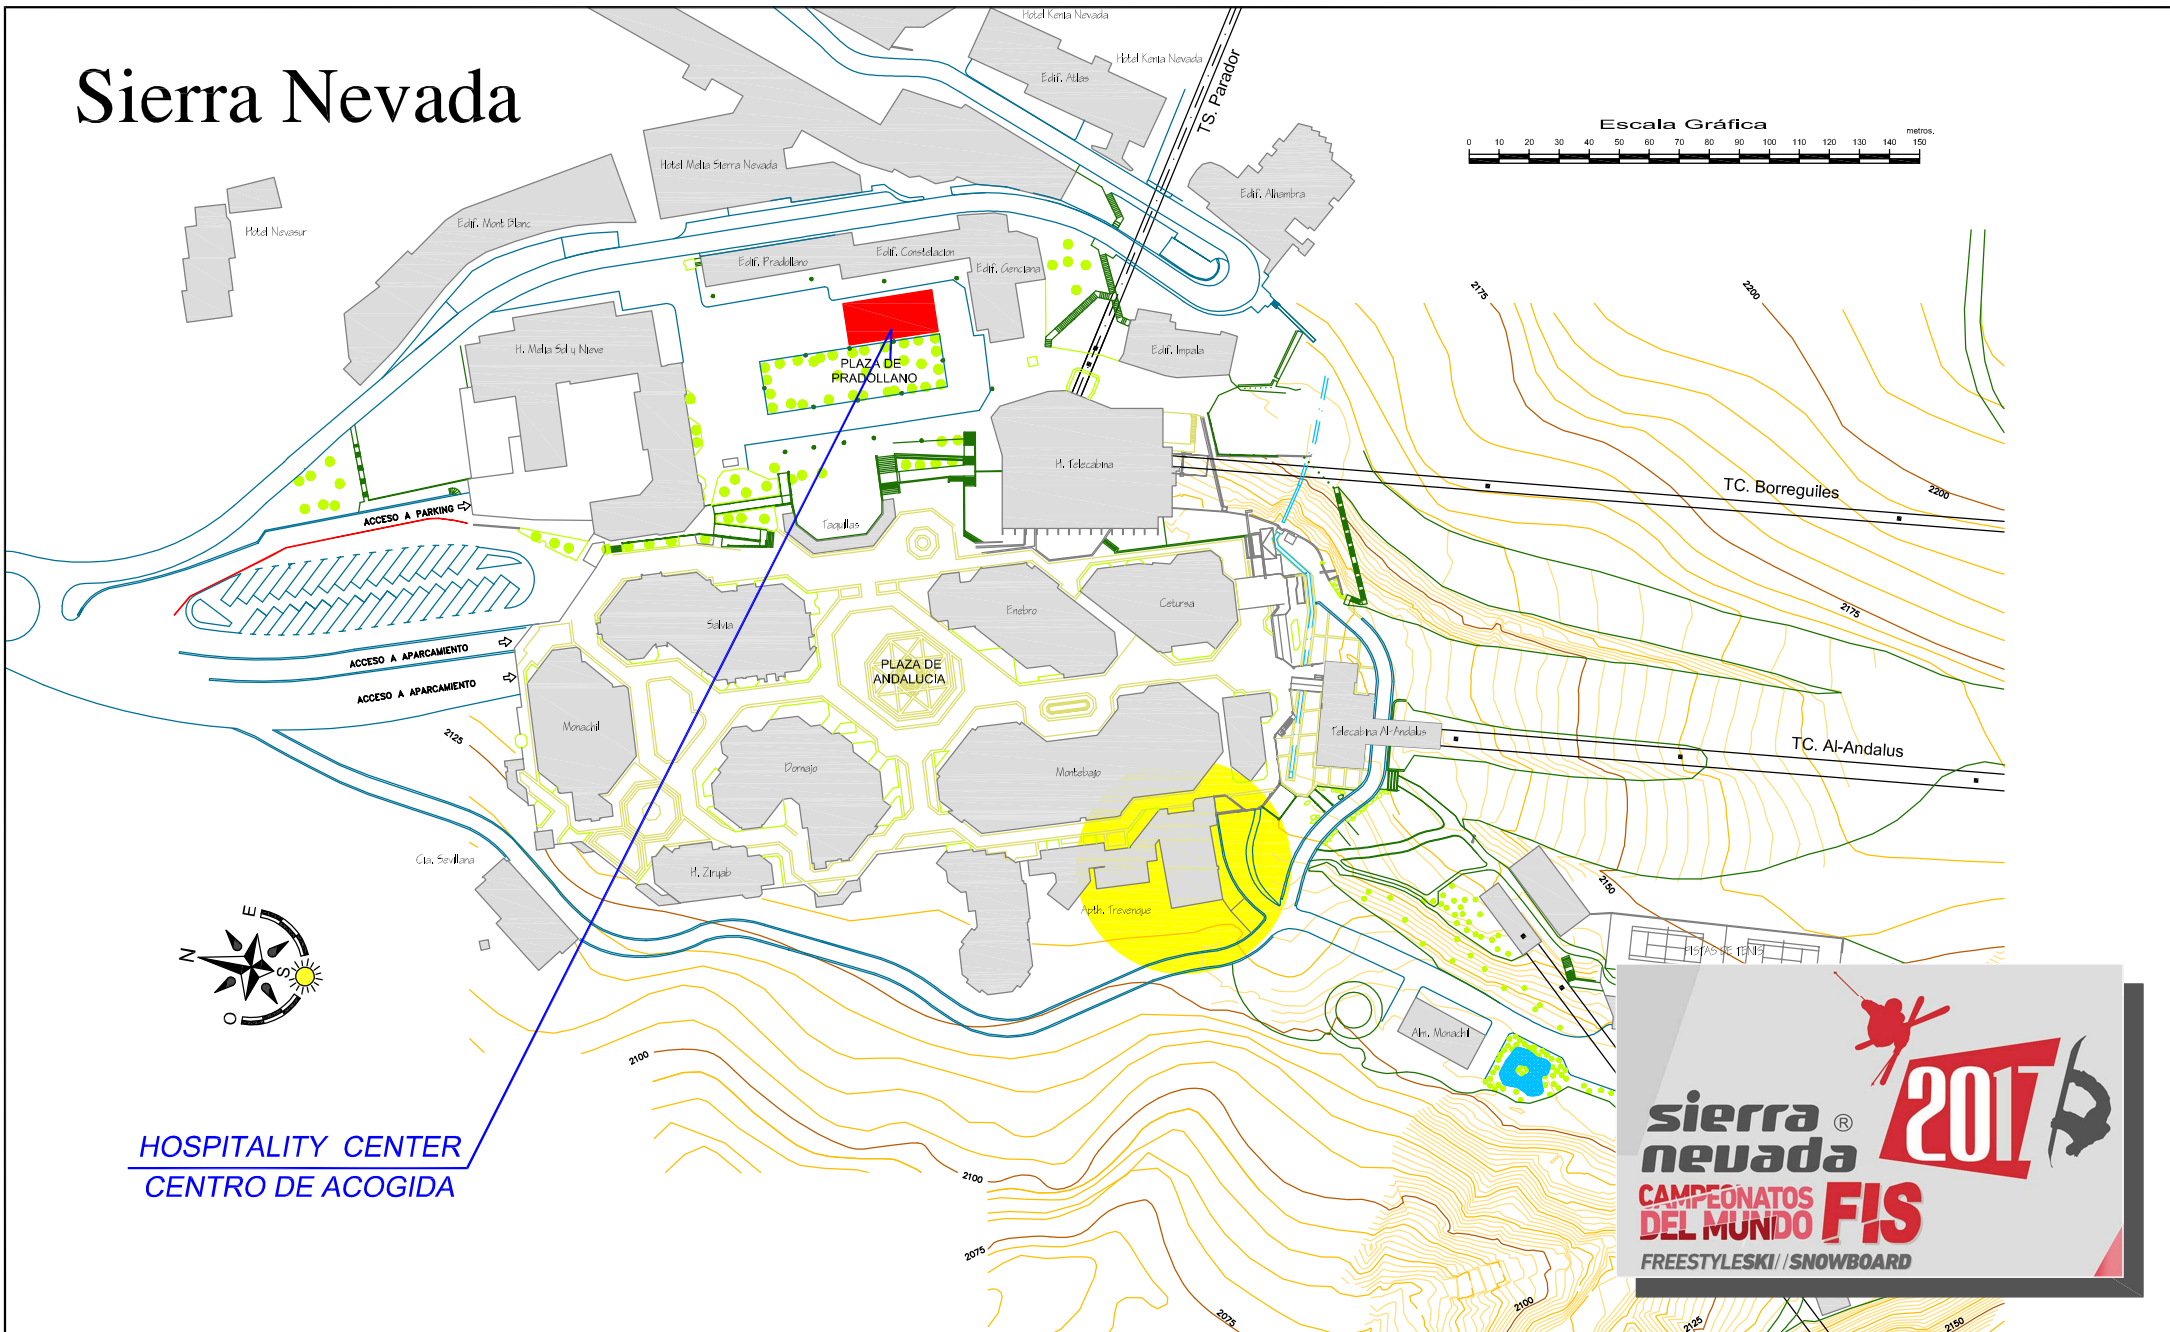 Sierra Nevada
Hotel Kenia Nevada
Hotel Kenia Nevada
Edif. Atlas
TS. Parador
Escala Gráfica
metros.
0 10 20 30 40 50 60 70 80 90 100 110 120 130 140 150
Hotel Melia Sierra Nevada
Edif. Alhambra
Hotel Nevasur
Edif. Mont Blanc
Edif. Pradollano
Edif. Constelacion
Edif. Genciana
2175
2200
H. Melia Sol y Nieve
Edif. Impala
PLAZA DE
PRADOLLANO
H. Telecabina
TC. Borreguiles
2200
ACCESO A PARKING
Taquillas
Salvia
Enebro
Cetursa
2175
ACCESO A APARCAMIENTO
ACCESO A APARCAMIENTO
PLAZA DE
ANDALUCIA
Monachil
2125
Dornajo
Montebajo
Telecabina Al-Andalus
TC. Al-Andalus
Cia. Sevillana
H. Ziryab
2150
Apth. Trevenque
PISTAS DE TENIS
N
E
S
O
Alm. Monachil
2100
HOSPITALITY CENTER
CENTRO DE ACOGIDA
2100
2075
2075
2100
2125
2150
sierra ®
nevada
2017
CAMPEONATOS
DEL MUNDO
FIS
FREESTYLESKI//SNOWBOARD